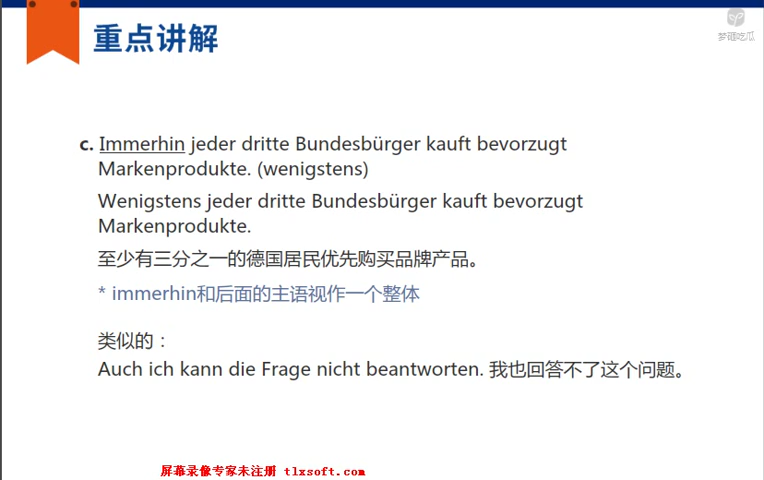 重点讲解
梦砸吃瓜
c. Immerhin jeder dritte Bundesbürger kauft bevorzugt
Markenprodukte. (wenigstens)
Wenigstens jeder dritte Bundesbürger kauft bevorzugt
Markenprodukte.
至少有三分之一的德国居民优先购买品牌产品。
* immerhin和后面的主语视作一个整体
类似的：
Auch ich kann die Frage nicht beantworten. 我也回答不了这个问题。
屏幕录像专家未注册 tlxsoft.com